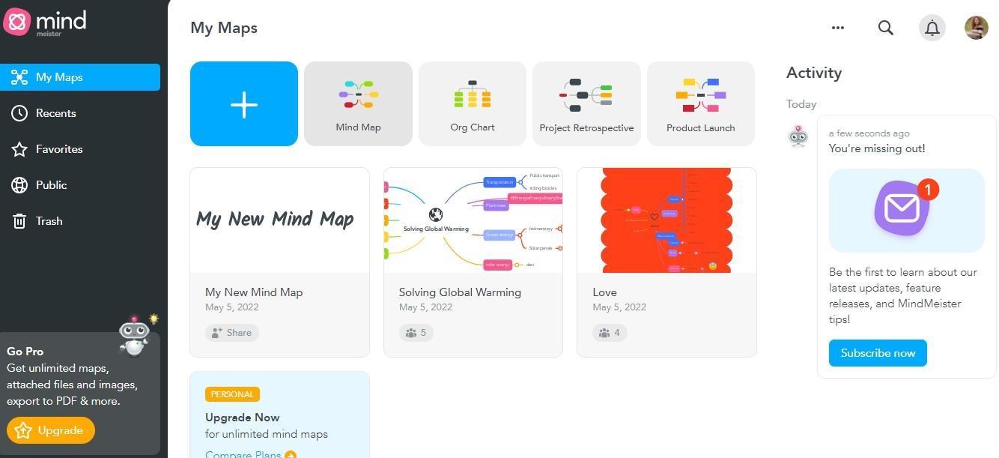 mind
meister
My Maps
Recents
Favorites
Public
Trash
Go Pro
Get unlimited maps,
attached files and images,
export to PDF & more.
Upgrade
My Maps
Mind Map
Org Chart
Project Retrospective
Product Launch
My New Mind Map
My New Mind Map
May 5, 2022
Share
Transportation
Public transport
riding bicicles
EEEnergiaEnergiaEnergiEner
Plant trees
Solving Global Warming
Green energy
hidroenergy
Solar panels
solar energy
deci
Solving Global Warming
May 5, 2022
5
Love
May 5, 2022
4
PERSONAL
Upgrade Now
for unlimited mind maps
Compare Plans
Activity
Today
a few seconds ago
You're missing out!
1
Be the first to learn about our
latest updates, feature
releases, and MindMeister
tips!
Subscribe now